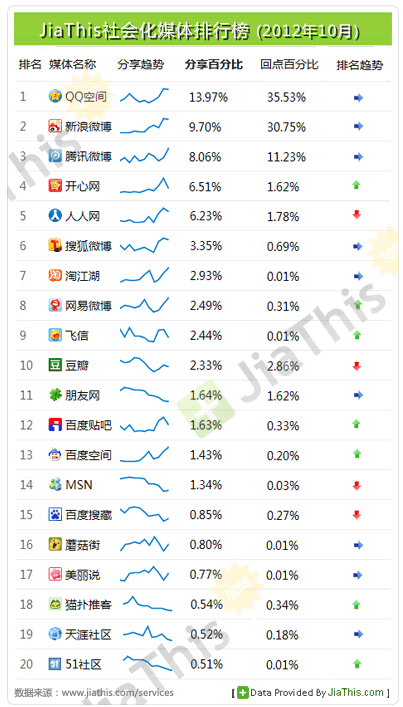 JiaThis社会化媒体排行榜 (2012年10月)
排名 媒体名称 分享趋势 分享百分比 回点百分比 排名趋势
1 QQ空间 13.97% 35.53%
2 新浪微博 9.70% 30.75%
3 腾讯微博 8.06% 11.23%
4 开心网 6.51% 1.62%
5 人人网 6.23% 1.78%
6 搜狐微博 3.35% 0.69%
7 淘江湖 2.93% 0.01%
8 网易微博 2.49% 0.31%
9 飞信 2.44% 0.01%
10 豆瓣 2.33% 2.86%
11 朋友网 1.64% 1.62%
12 百度贴吧 1.63% 0.33%
13 百度空间 1.43% 0.20%
14 MSN 1.34% 0.03%
15 百度搜藏 0.85% 0.27%
16 蘑菇街 0.80% 0.01%
17 美丽说 0.77% 0.01%
18 猫扑推客 0.54% 0.34%
19 天涯社区 0.52% 0.18%
20 51社区 0.51% 0.01%
数据来源：www.jiathis.com/services [ Data Provided By JiaThis.com ]
JiaThis
JiaThis
JiaThis